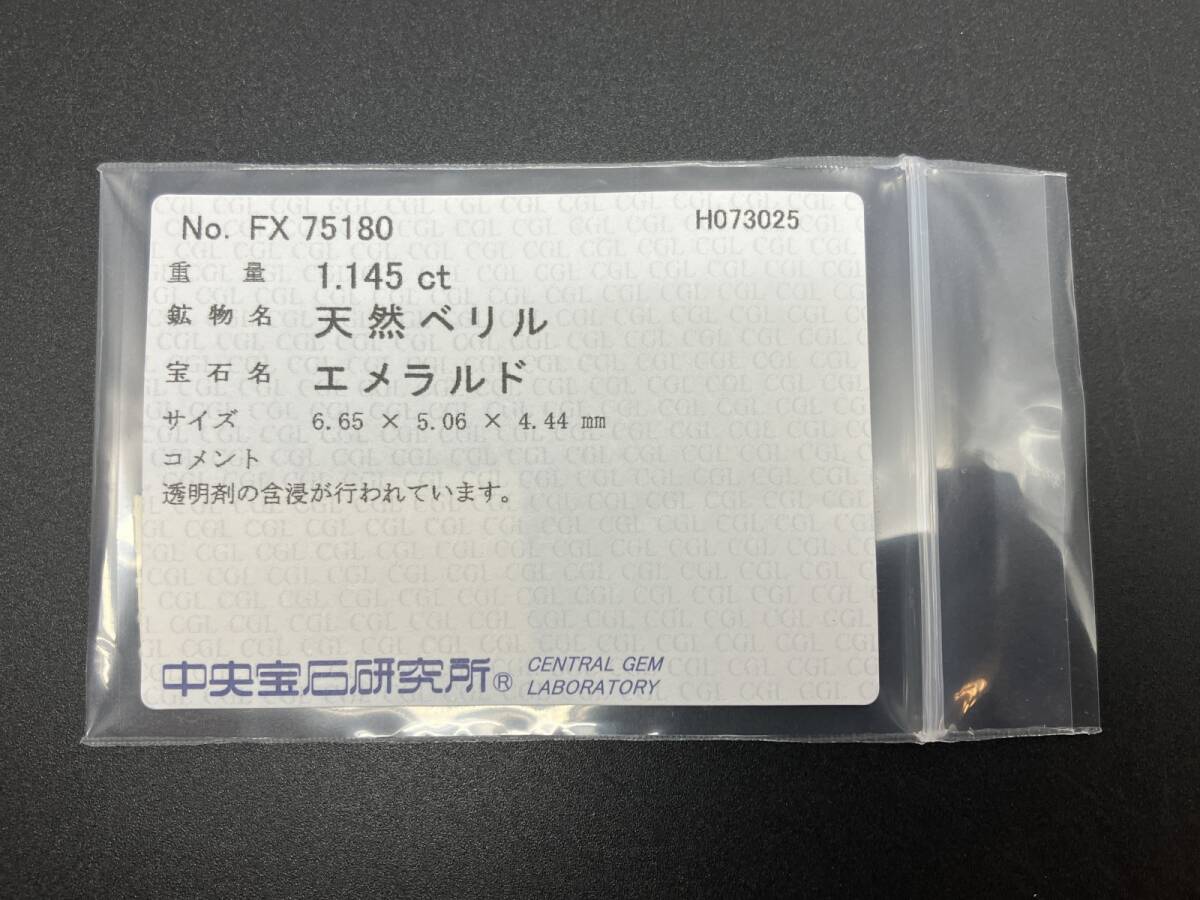 No. FX 75180 H073025
重量 1.145 ct
鉱物名 天然ベリル
宝石名 エメラルド
サイズ 6.65 × 5.06 × 4.44 mm
コメント
透明剤の含浸が行われています。
中央宝石研究所® CENTRAL GEM
LABORATORY